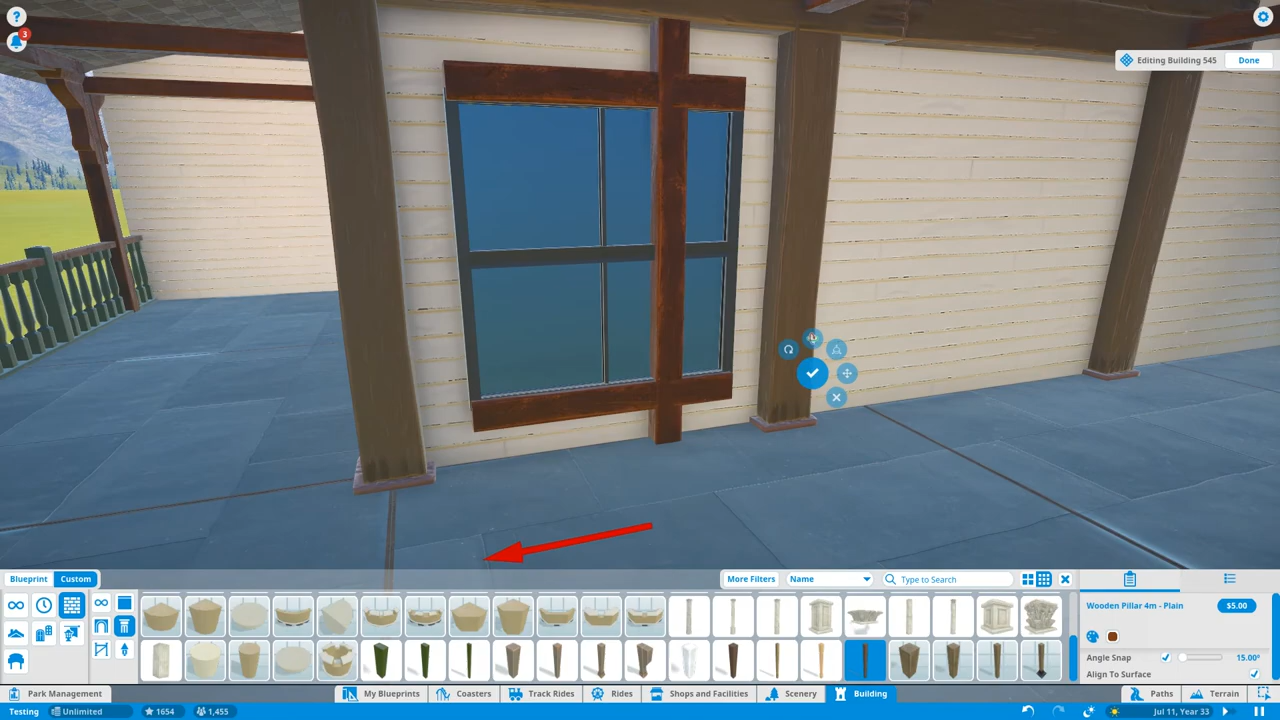 ?
3
Editing Building 545
Done
Blueprint
Custom
More Filters
Name
Type to Search
Wooden Pillar 4m - Plain
$5.00
Angle Snap
15.00°
Align To Surface
Park Management
My Blueprints
Coasters
Track Rides
Rides
Shops and Facilities
Scenery
Building
Paths
Terrain
Testing
Unlimited
1654
1,455
Jul 11, Year 33